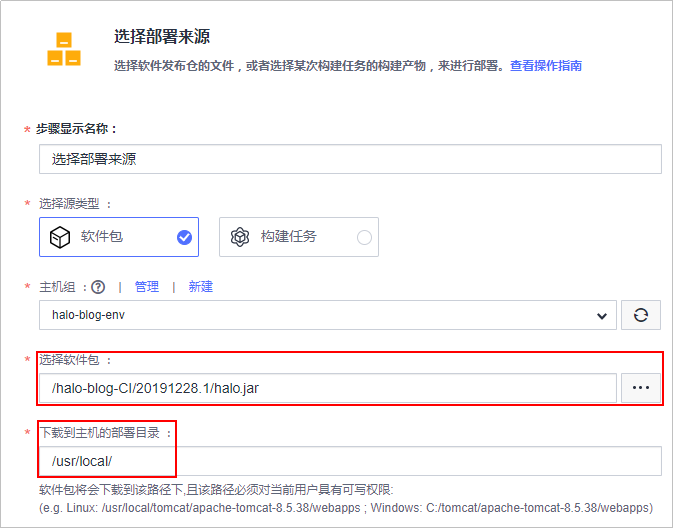 选择部署来源
选择软件发布仓的文件，或者选择某次构建任务的构建产物，来进行部署。查看操作指南
* 步骤显示名称：
选择部署来源
* 选择源类型 ：
软件包 构建任务
* 主机组 ： ? | 管理 | 新建
halo-blog-env
* 选择软件包 ：
/halo-blog-CI/20191228.1/halo.jar ...
* 下载到主机的部署目录 ：
/usr/local/
软件包将会下载到该路径下,且该路径必须对当前用户具有可写权限:
(e.g. Linux: /usr/local/tomcat/apache-tomcat-8.5.38/webapps ; Windows: C:/tomcat/apache-tomcat-8.5.38/webapps)